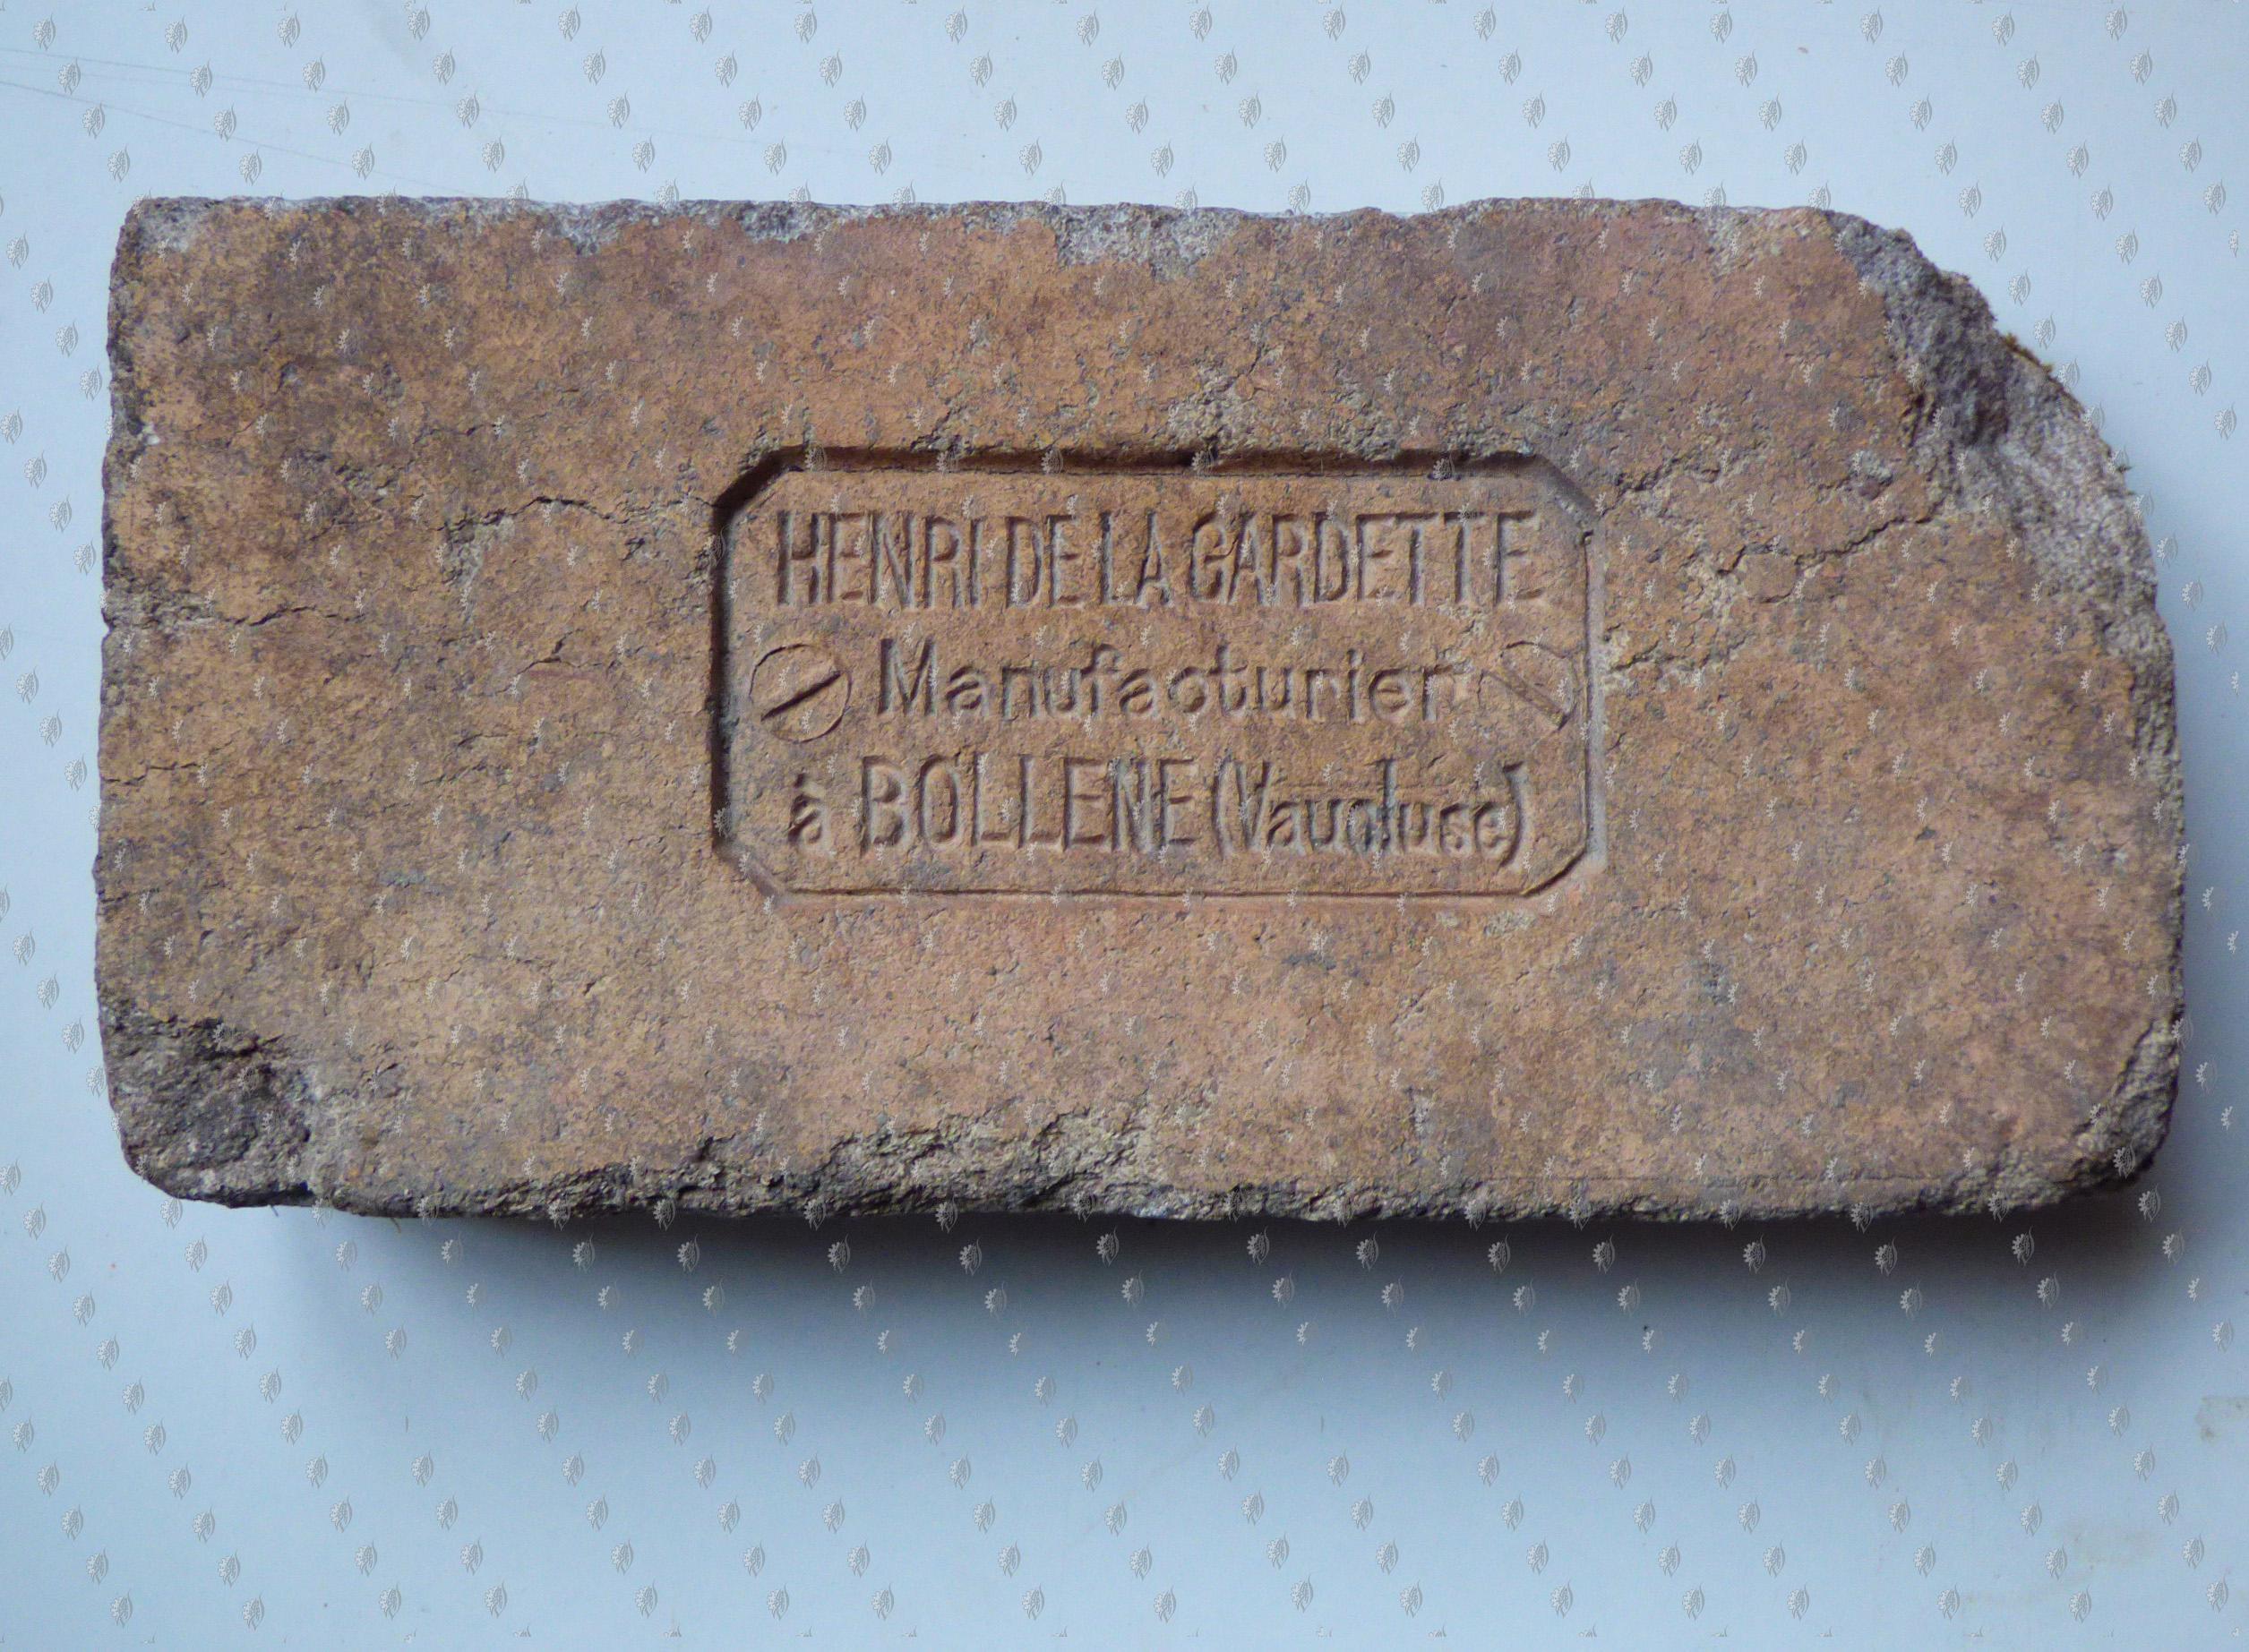 HENRI DE LA GARDETTE
Manufacturier
à BOLLENE (Vaucluse)